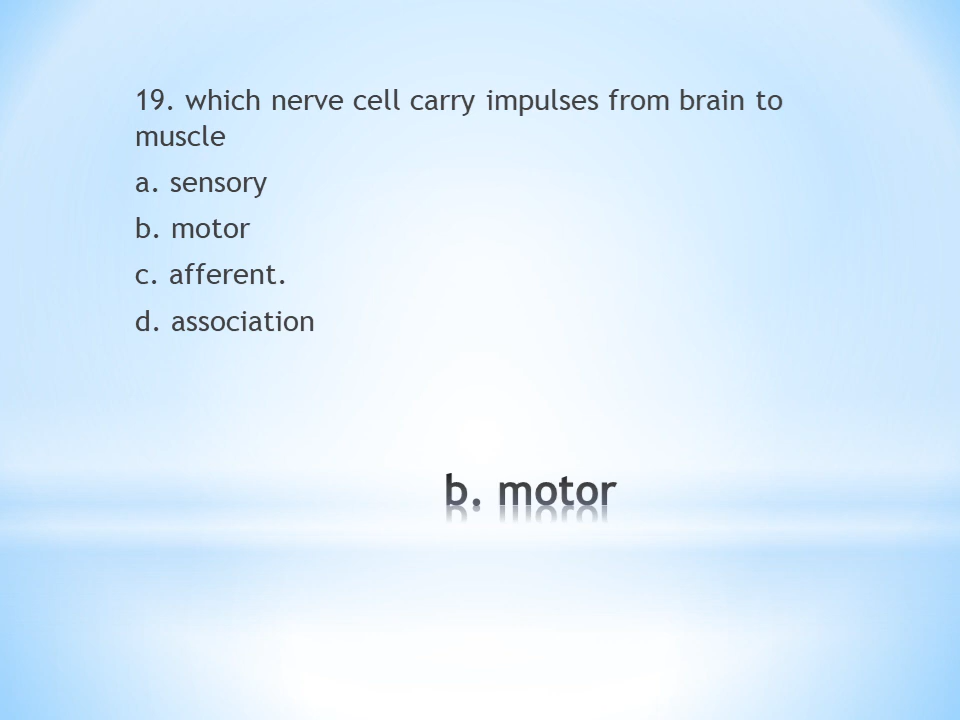 19. which nerve cell carry impulses from brain to
muscle
a. sensory
b. motor
c. afferent.
d. association
b. motor